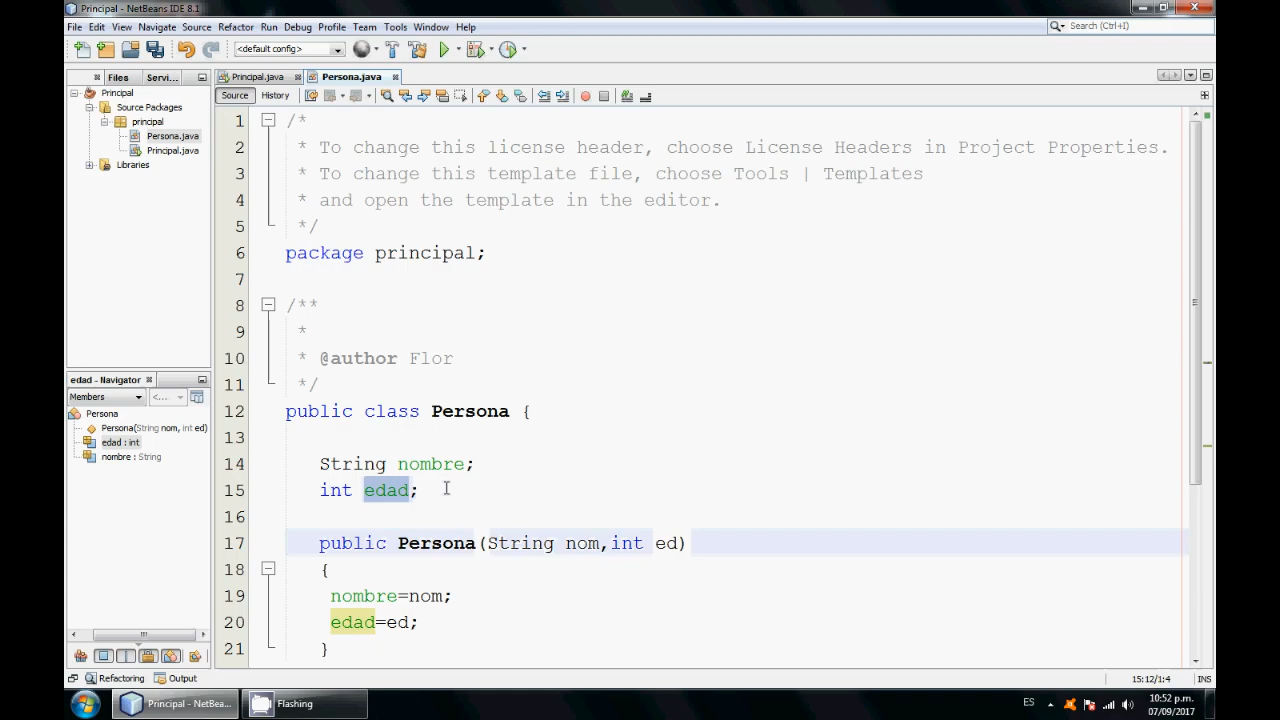 Principal - NetBeans IDE 8.1
File Edit View Navigate Source Refactor Run Debug Profile Team Tools Window Help
Search (Ctrl+I)
<default config>
Files Servi...
Principal.java Persona.java
Source History
Principal
Source Packages
principal
Persona.java
Principal.java
Libraries
edad - Navigator
Members
<...
Persona
Persona(String nom, int ed)
edad : int
nombre : String
1 /*
2 * To change this license header, choose License Headers in Project Properties.
3 * To change this template file, choose Tools | Templates
4 * and open the template in the editor.
5 */
6 package principal;
7
8 /**
9 *
10 * @author Flor
11 */
12 public class Persona {
13
14 String nombre;
15 int edad;
16
17 public Persona(String nom,int ed)
18 {
19 nombre=nom;
20 edad=ed;
21 }
Refactoring Output
15:12/1:4 INS
Principal - NetBea... Flashing
ES
10:52 p.m.
07/09/2017